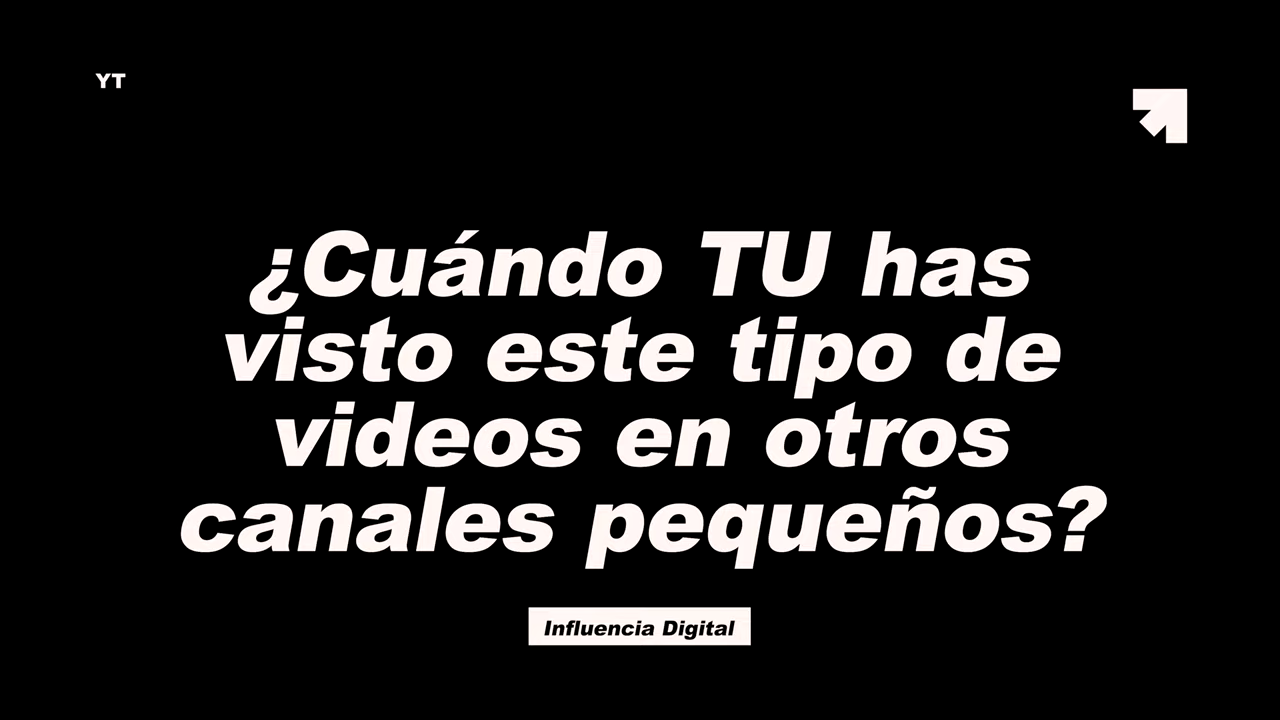 YT
¿Cuándo TU has
visto este tipo de
videos en otros
canales pequeños?
Influencia Digital